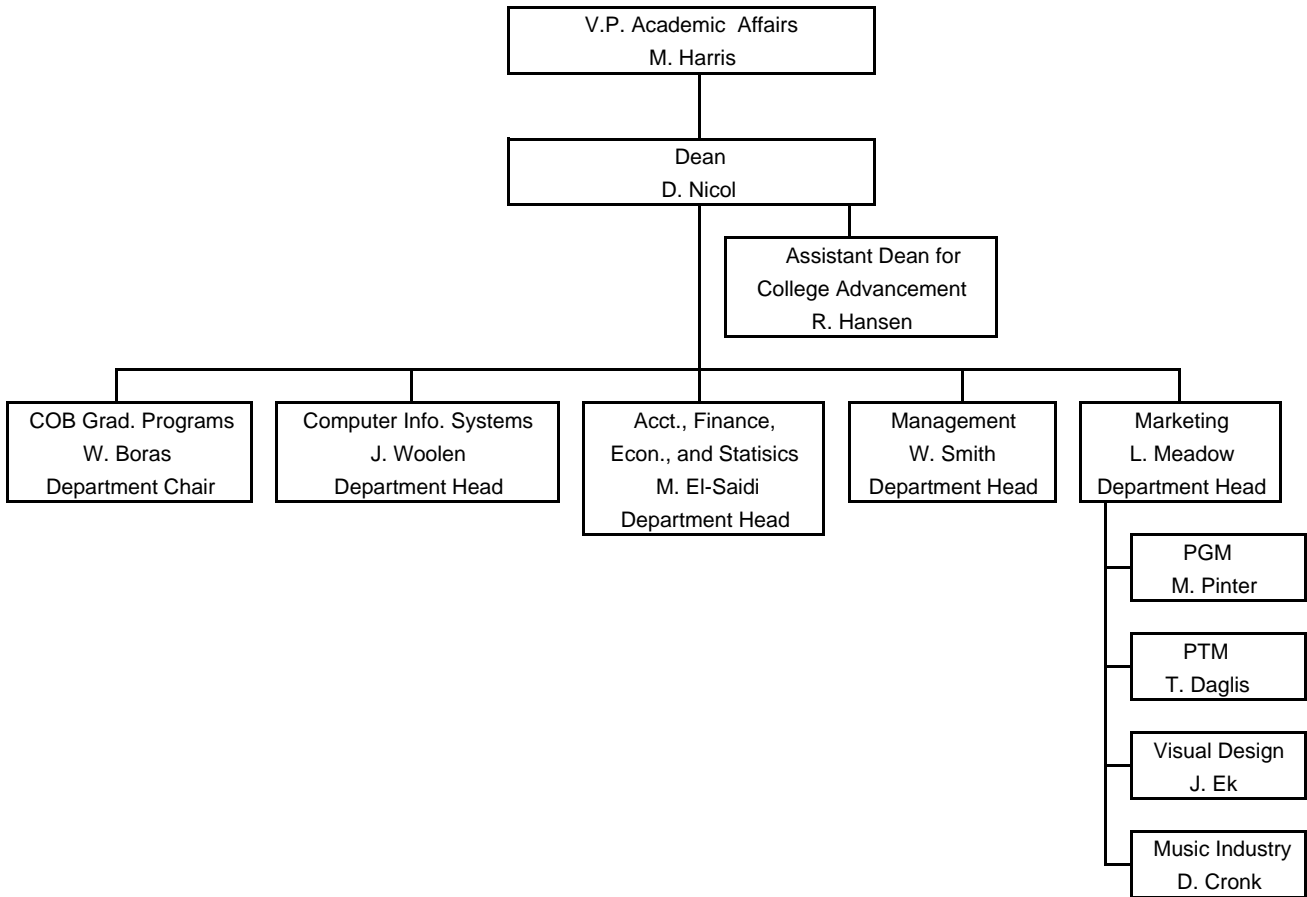 V.P. Academic Affairs
M. Harris
Dean
D. Nicol
Assistant Dean for
College Advancement
R. Hansen
COB Grad. Programs
W. Boras
Department Chair
Computer Info. Systems
J. Woolen
Department Head
Acct., Finance,
Econ., and Statisics
M. El-Saidi
Department Head
Management
W. Smith
Department Head
Marketing
L. Meadow
Department Head
PGM
M. Pinter
PTM
T. Daglis
Visual Design
J. Ek
Music Industry
D. Cronk